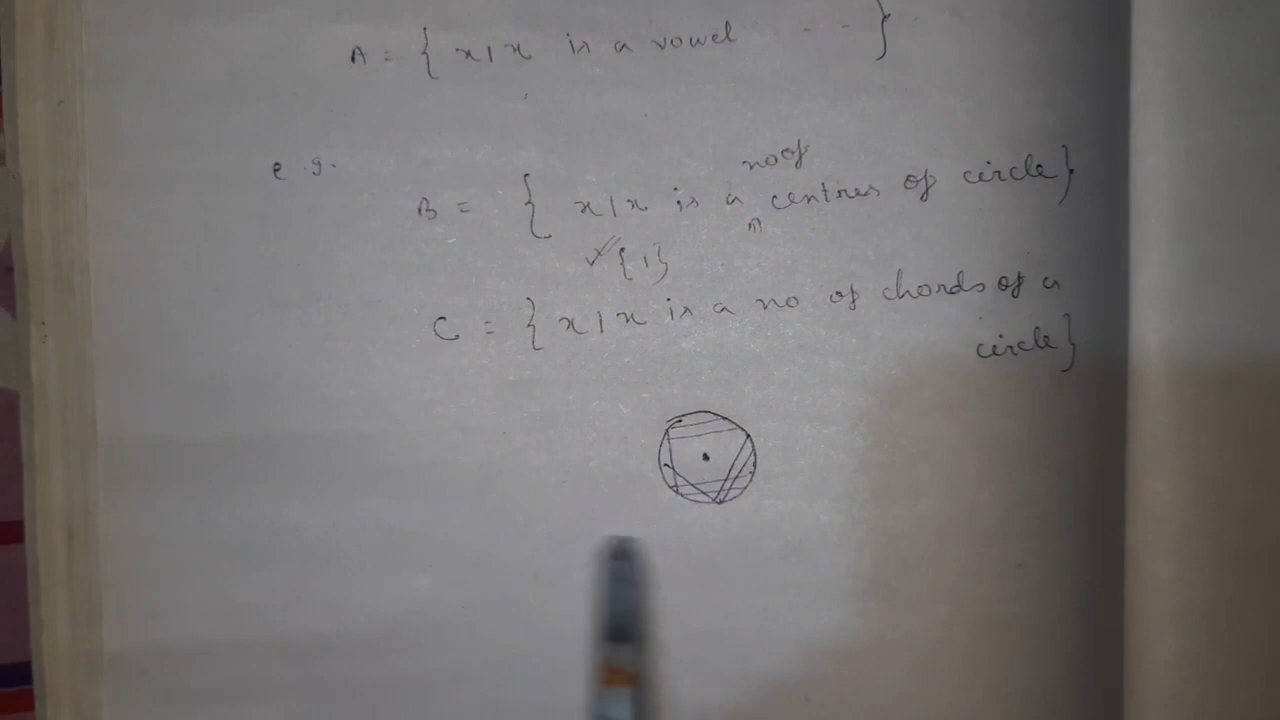 A = { x | x is a vowel - - }
e.g.
no of
B = { x | x is a centres of circle}
✓{1}
C = { x | x is a no of chords of a
circle}